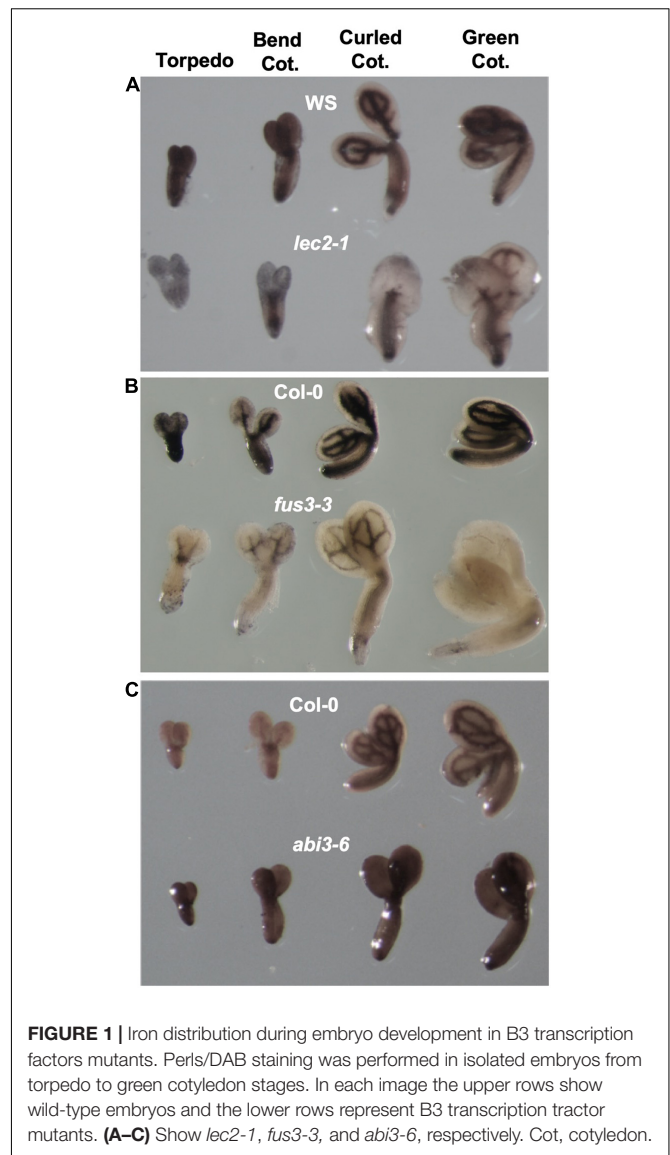 Torpedo Bend Cot. Curled Cot. Green Cot.
A
WS
lec2-1
B
Col-0
fus3-3
C
Col-0
abi3-6
FIGURE 1 | Iron distribution during embryo development in B3 transcription
factors mutants. Perls/DAB staining was performed in isolated embryos from
torpedo to green cotyledon stages. In each image the upper rows show
wild-type embryos and the lower rows represent B3 transcription tractor
mutants. (A–C) Show lec2-1, fus3-3, and abi3-6, respectively. Cot, cotyledon.